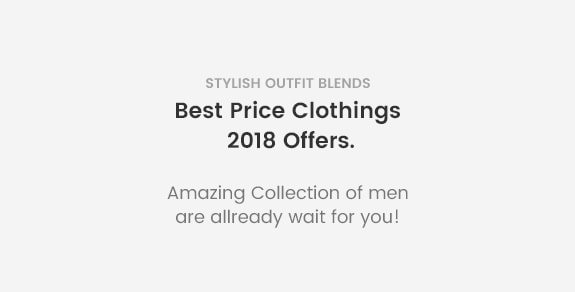 STYLISH OUTFIT BLENDS
Best Price Clothings
2018 Offers.
Amazing Collection of men
are allready wait for you!